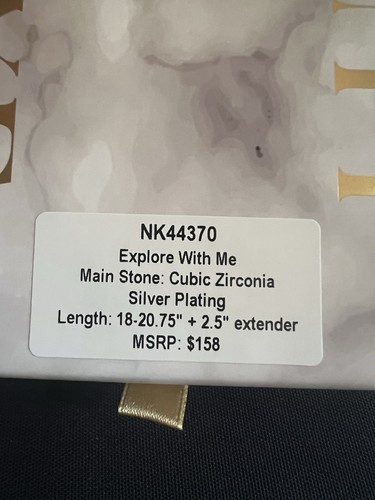 NK44370
Explore With Me
Main Stone: Cubic Zirconia
Silver Plating
Length: 18-20.75" + 2.5" extender
MSRP: $158